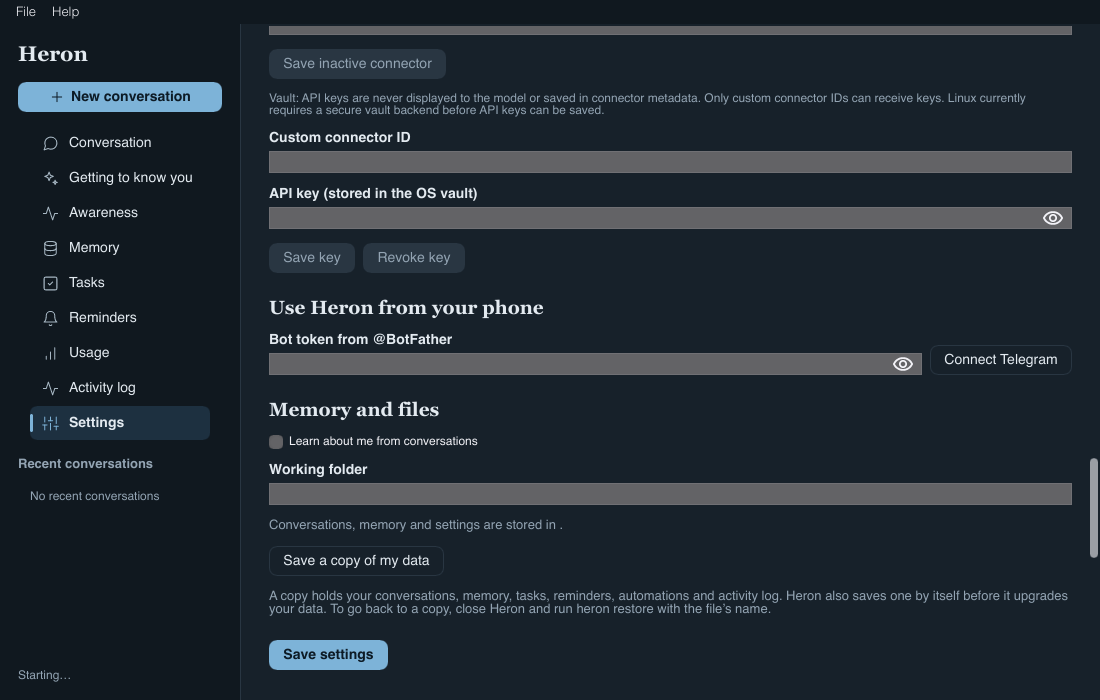 File Help
Heron
+ New conversation
Conversation
Getting to know you
Awareness
Memory
Tasks
Reminders
Usage
Activity log
Settings
Recent conversations
No recent conversations
Starting…
Save inactive connector
Vault: API keys are never displayed to the model or saved in connector metadata. Only custom connector IDs can receive keys. Linux currently
requires a secure vault backend before API keys can be saved.
Custom connector ID
API key (stored in the OS vault)
Save key Revoke key
Use Heron from your phone
Bot token from @BotFather
Connect Telegram
Memory and files
Learn about me from conversations
Working folder
Conversations, memory and settings are stored in .
Save a copy of my data
A copy holds your conversations, memory, tasks, reminders, automations and activity log. Heron also saves one by itself before it upgrades
your data. To go back to a copy, close Heron and run heron restore with the file’s name.
Save settings